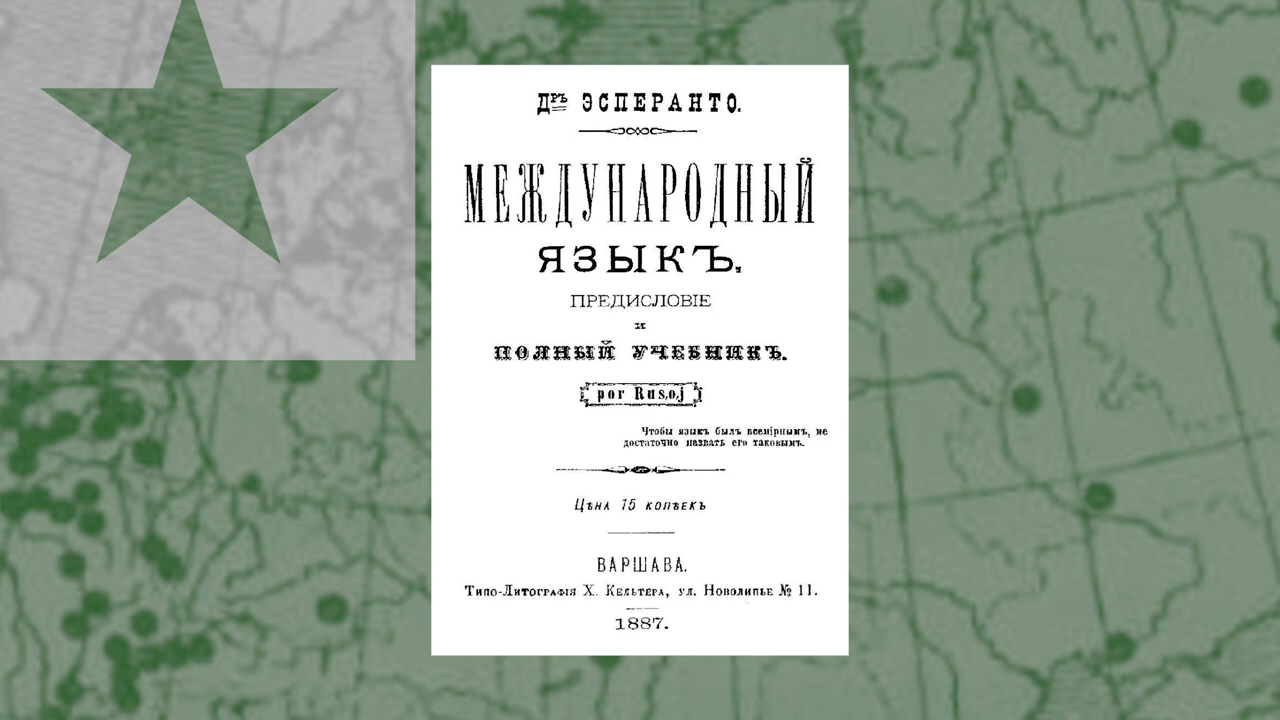 Дръ ЭСПЕРАНТО.
МЕЖДУНАРОДНЫЙ
ЯЗЫКЪ.
ПРЕДИСЛОВІЕ
и
ПОЛНЫЙ УЧЕБНИКЪ.
por Rusoj
Чтобы языкъ былъ всемірнымъ, не
достаточно назвать его таковымъ.
Цѣна 15 копѣекъ
ВАРШАВА.
Типо-Литографія Х. Кельтера, ул. Новолипье № 11.
1887.